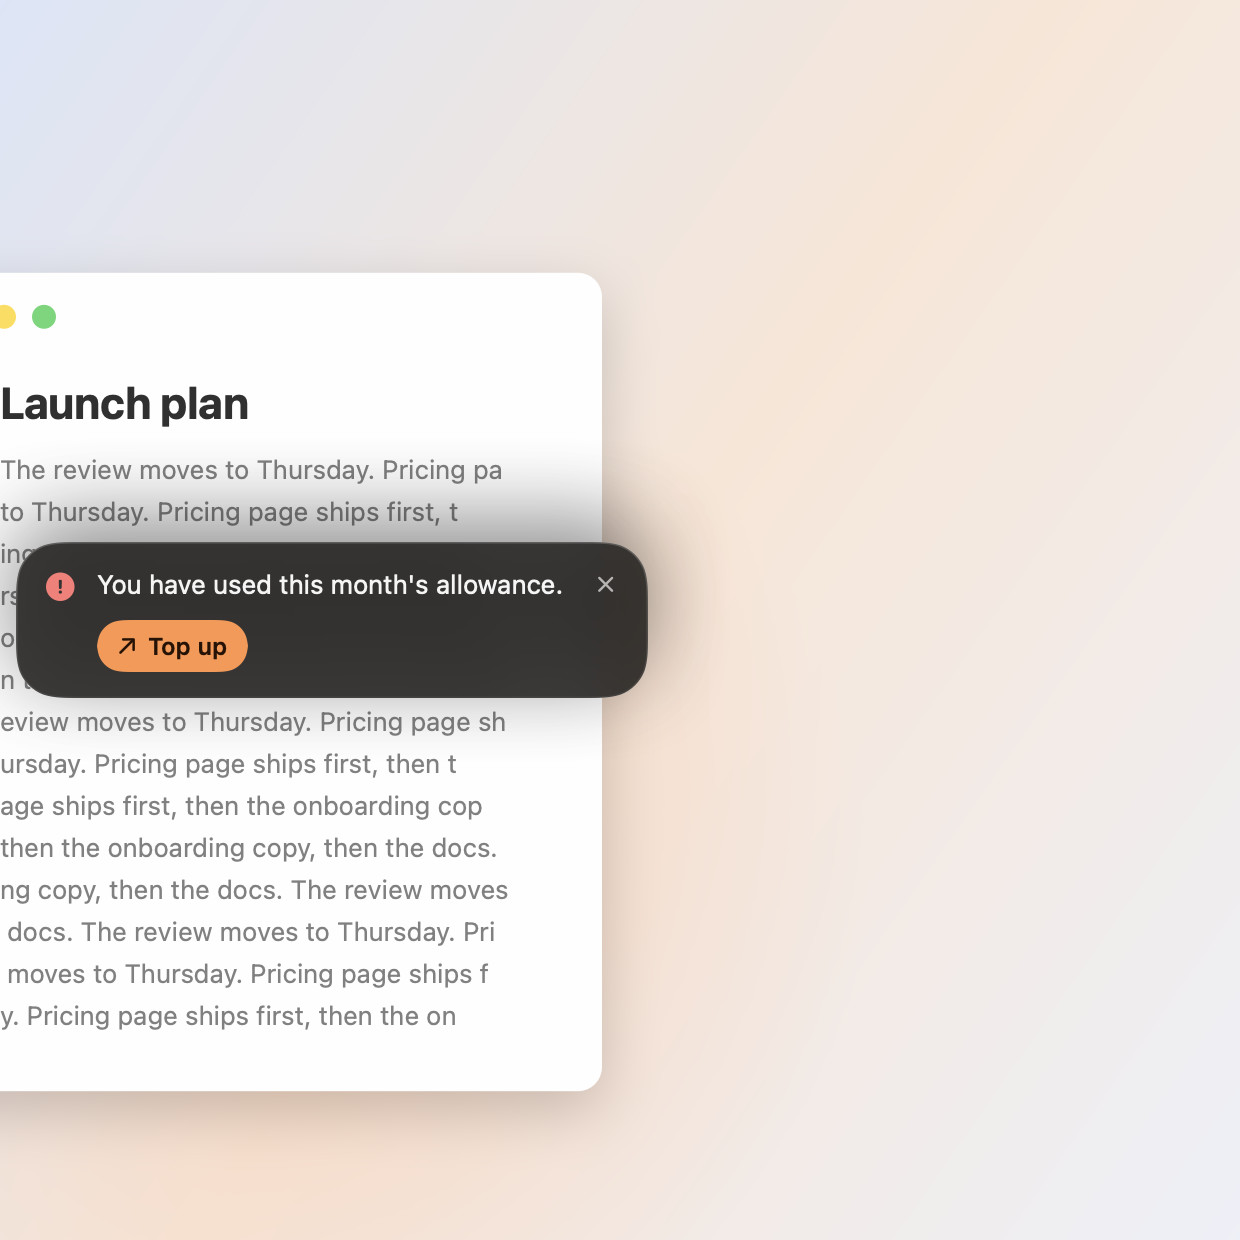 Launch plan
The review moves to Thursday. Pricing pa
to Thursday. Pricing page ships first, t
You have used this month's allowance.
Top up
eview moves to Thursday. Pricing page sh
ursday. Pricing page ships first, then t
age ships first, then the onboarding cop
then the onboarding copy, then the docs.
ng copy, then the docs. The review moves
docs. The review moves to Thursday. Pri
moves to Thursday. Pricing page ships f
y. Pricing page ships first, then the on